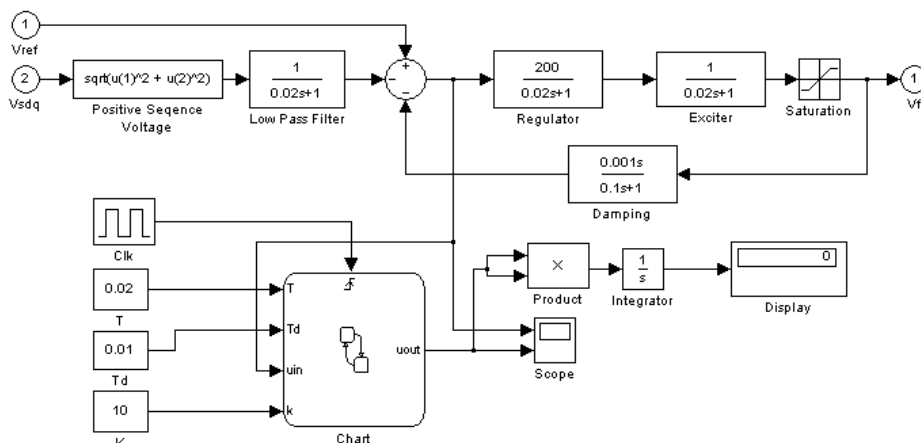 1
Vref
2
Vsdq
sqrt(u(1)^2 + u(2)^2)
Positive Seqence
Voltage
1
0.02s+1
Low Pass Filter
+
−
−
200
0.02s+1
Regulator
1
0.02s+1
Exciter
Saturation
1
Vf
0.001s
0.1s+1
Damping
Clk
0.02
T
0.01
Td
10
T
Td
uin
k
uout
Chart
×
Product
1
s
Integrator
0
Display
Scope